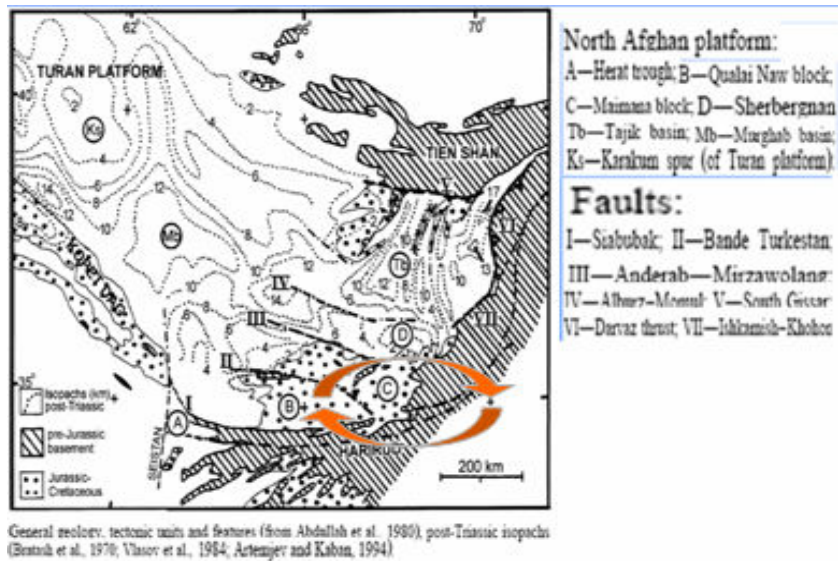 62°
66
70°
TURAN PLATFORM
40
Ks
TIEN SHAN
V
VI
Mb
Tb
Kopet Dagh
IV
III
D
VII
II
35°
Isopachs (km)
post-Triassic
C
I
B
A
pre-Jurassic
basement
SEISTAN
HARIRUD
Jurassic-
Cretaceous
200 km
North Afghan platform:
A—Herat trough; B—Qualai Naw block;
C—Maimana block; D—Sherbergnan
Tb—Tajik basin; Mb—Murghab basin;
Ks—Karakum spur (of Turan platform)
Faults:
I—Siabubak; II—Bande Turkestan;
III—Anderab—Mirzawolang;
IV—Alburz–Momul; V—South Gissar;
VI—Darvaz thrust; VII—Ishkamish–Khohon
General geology, tectonic units and features (from Abdullah et al., 1980), post-Triassic isopachs
(Bratash et al., 1970; Vlasov et al., 1984; Artemjev and Kaban, 1994)